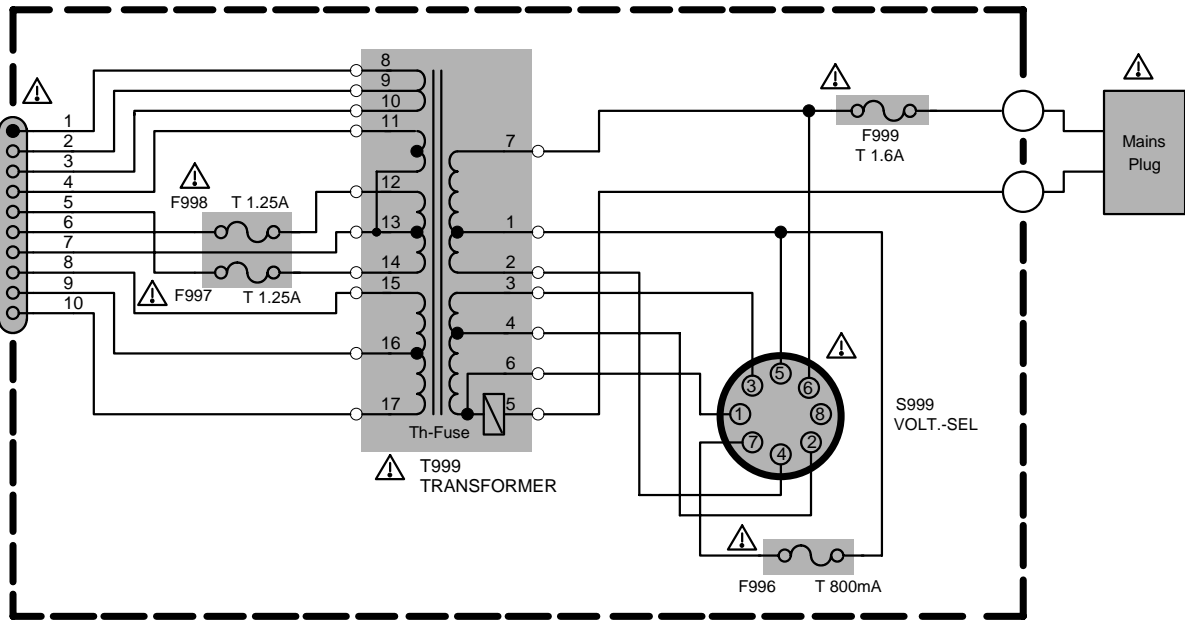 1
2
3
4
5
6
7
8
9
10
F998 T 1.25A
F997 T 1.25A
8
9
10
11
12
13
14
15
16
17
7
1
2
3
4
6
5
Th-Fuse
T999
TRANSFORMER
F999
T 1.6A
Mains
Plug
3
5
6
1
8
7
4
2
S999
VOLT.-SEL
F996 T 800mA